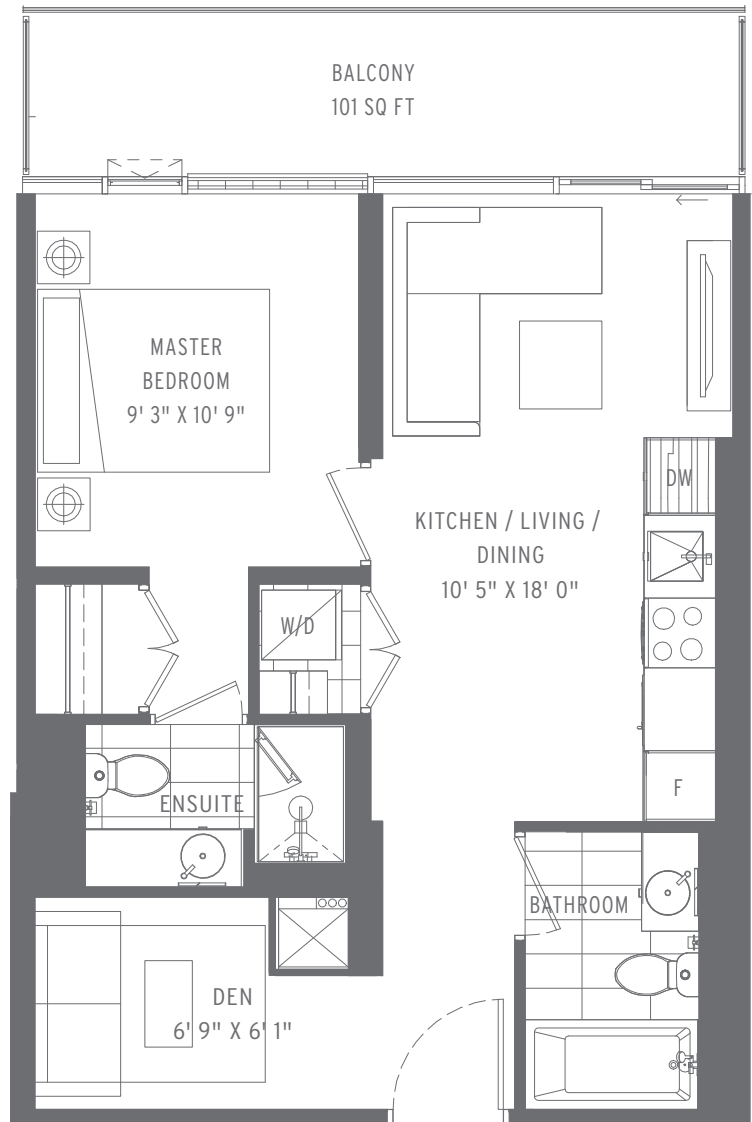 BALCONY
101 SQ FT
MASTER
BEDROOM
9' 3" X 10' 9"
DW
KITCHEN / LIVING /
DINING
10' 5" X 18' 0"
W/D
F
ENSUITE
BATHROOM
DEN
6' 9" X 6' 1"